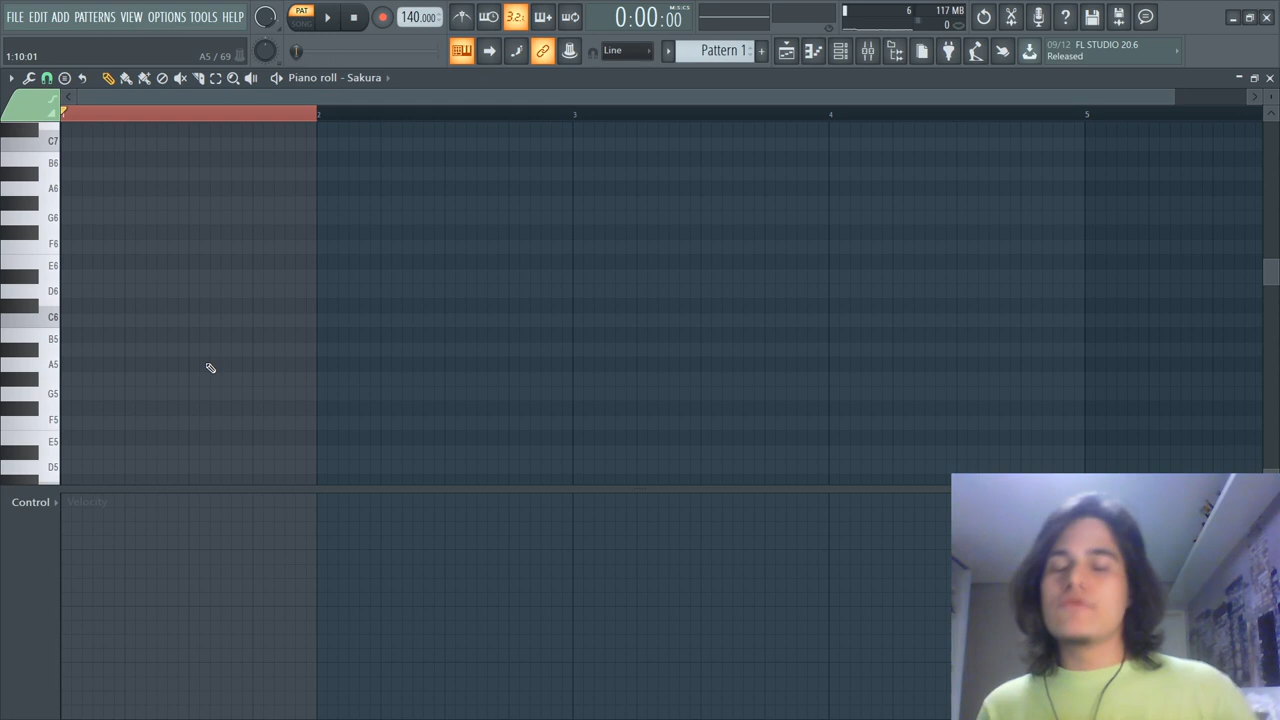 FILE EDIT ADD PATTERNS VIEW OPTIONS TOOLS HELP
PAT
SONG
140.000
3.2.
0:00:00
M:S:CS
6
117 MB
0
1:10:01
A5 / 69
Line
Pattern 1
09/12 FL STUDIO 20.6
Released
Piano roll - Sakura
2
3
4
5
C7
B6
A6
G6
F6
E6
D6
C6
B5
A5
G5
F5
E5
D5
Control
Velocity